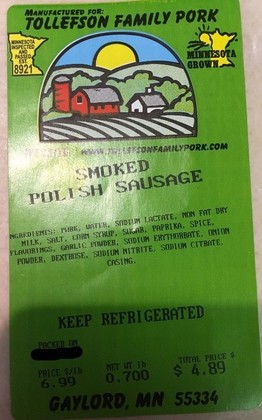 MANUFACTURED FOR:
TOLLEFSON FAMILY PORK
MINNESOTA
INSPECTED
AND
PASSED
EST.
8921
MINNESOTA
GROWN
WWW.TOLLEFSONFAMILYPORK.COM
SMOKED
POLISH SAUSAGE
INGREDIENTS: PORK, WATER, SODIUM LACTATE, NON FAT DRY
MILK, SALT, CORN SYRUP, SUGAR, PAPRIKA, SPICE,
FLAVORINGS, GARLIC POWDER, SODIUM ERYTHORBATE, ONION
POWDER, DEXTROSE, SODIUM NITRITE, SODIUM CITRATE,
CASING.
KEEP REFRIGERATED
PACKED ON
PRICE $/lb NET WT lb TOTAL PRICE $
6.99 0.700 $ 4.89
GAYLORD, MN 55334